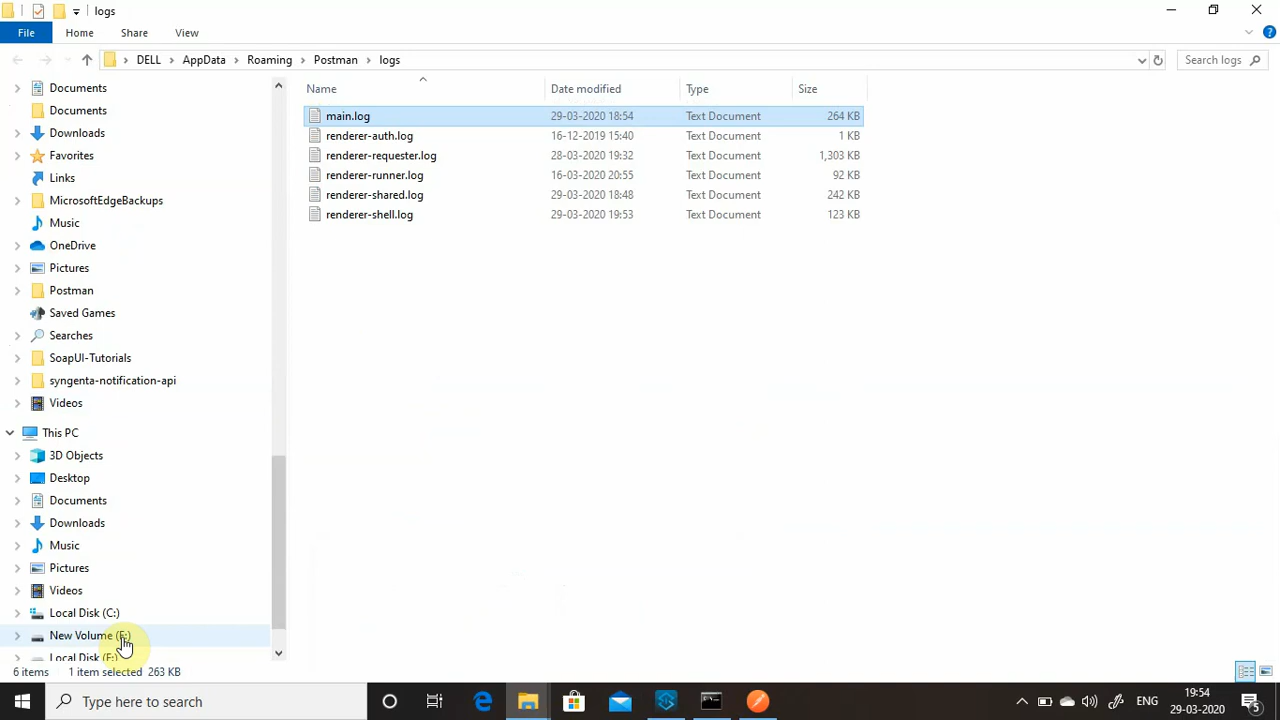 logs
File Home Share View
DELL AppData Roaming Postman logs
Search logs
Name Date modified Type Size
main.log 29-03-2020 18:54 Text Document 264 KB
renderer-auth.log 16-12-2019 15:40 Text Document 1 KB
renderer-requester.log 28-03-2020 19:32 Text Document 1,303 KB
renderer-runner.log 16-03-2020 20:55 Text Document 92 KB
renderer-shared.log 29-03-2020 18:48 Text Document 242 KB
renderer-shell.log 29-03-2020 19:53 Text Document 123 KB
Documents
Documents
Downloads
Favorites
Links
MicrosoftEdgeBackups
Music
OneDrive
Pictures
Postman
Saved Games
Searches
SoapUI-Tutorials
syngenta-notification-api
Videos
This PC
3D Objects
Desktop
Documents
Downloads
Music
Pictures
Videos
Local Disk (C:)
New Volume (E:)
Local Disk (F:)
6 items 1 item selected 263 KB
Type here to search
ENG
19:54
29-03-2020
5